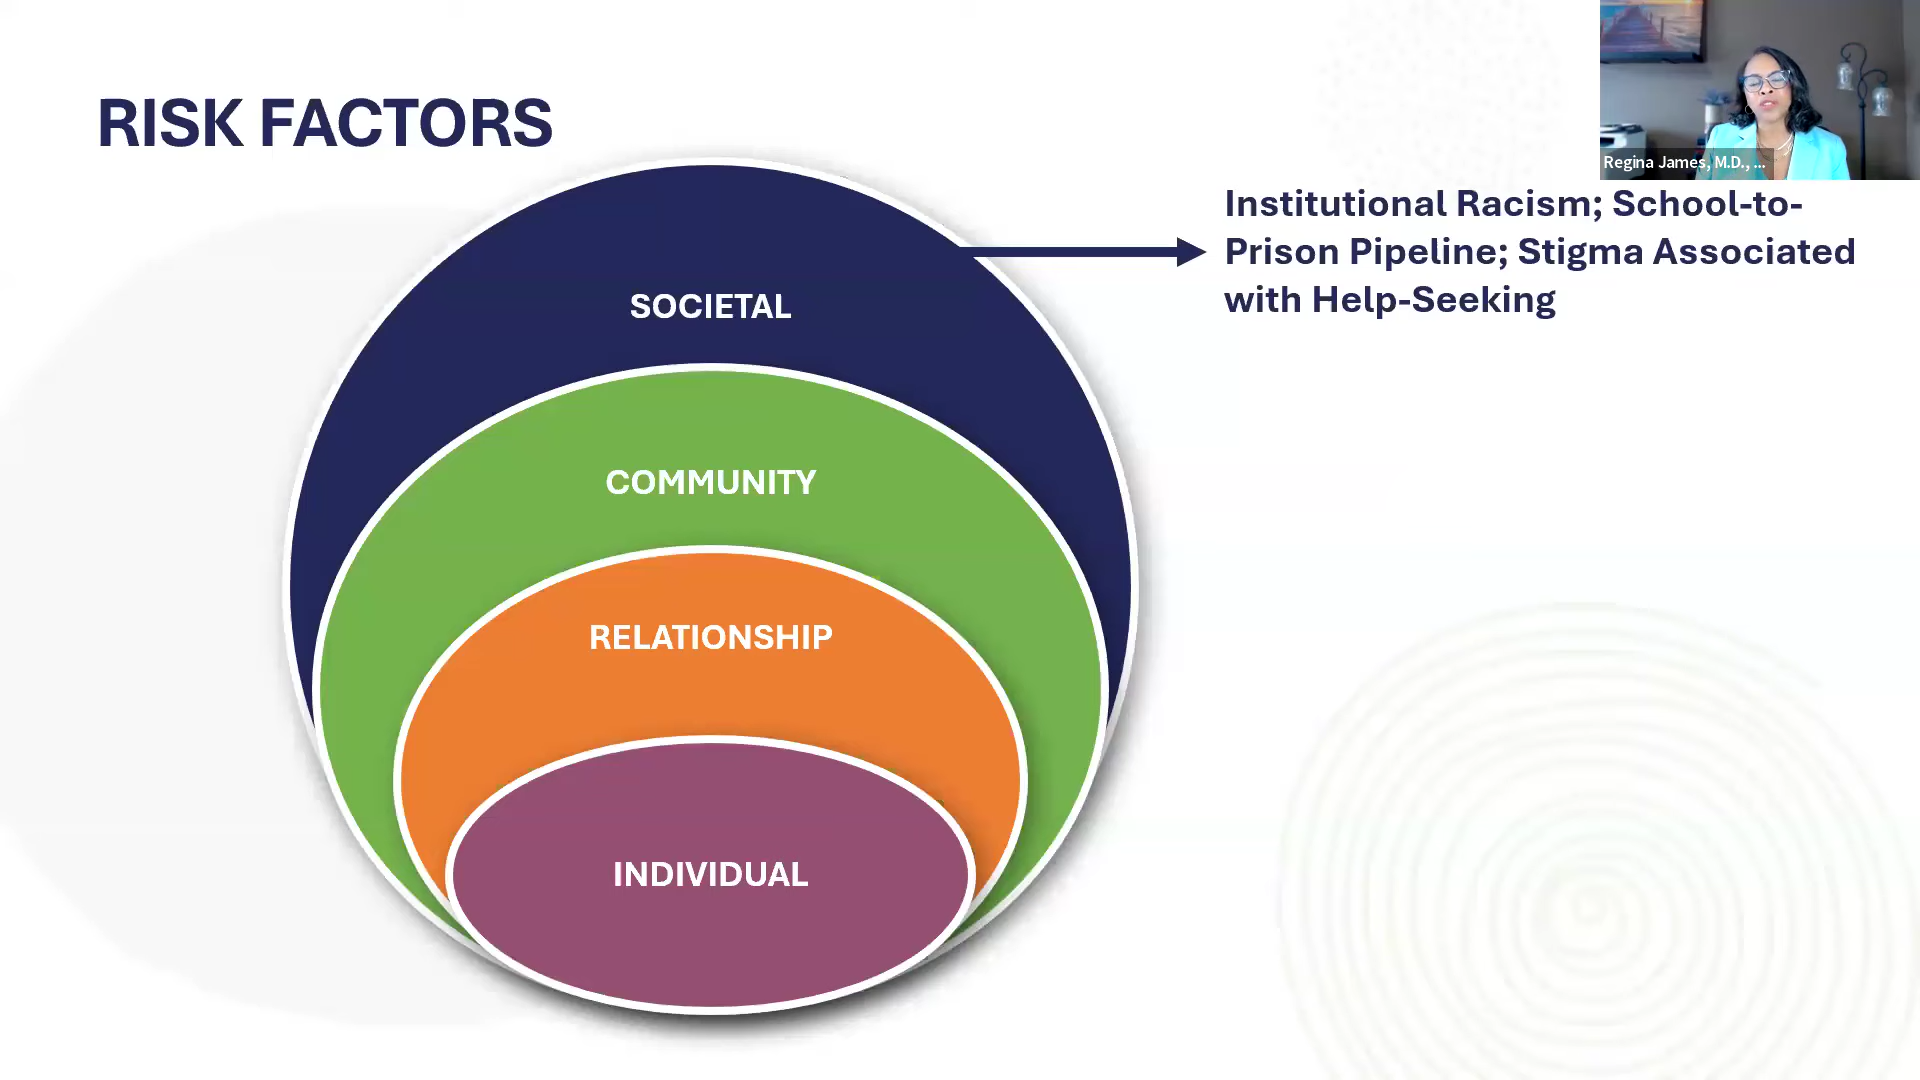 RISK FACTORS
Regina James, M.D., ...
Institutional Racism; School-to-
Prison Pipeline; Stigma Associated
with Help-Seeking
SOCIETAL
COMMUNITY
RELATIONSHIP
INDIVIDUAL